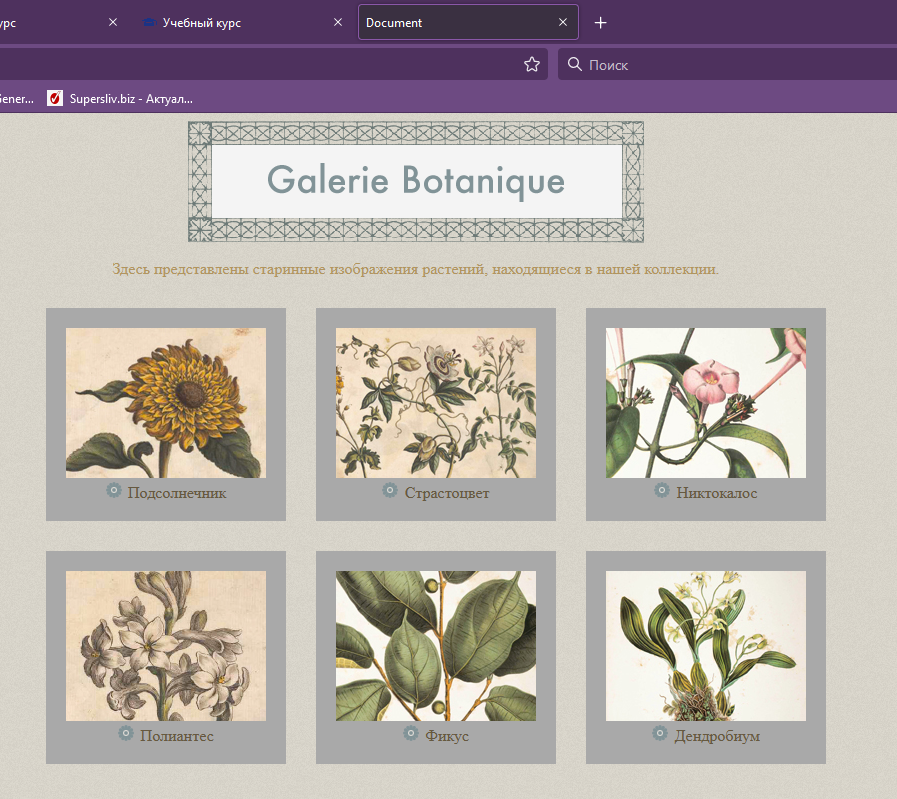 урс
Учебный курс
Document
Поиск
Gener...
Supersliv.biz - Актуал...
Galerie Botanique
Здесь представлены старинные изображения растений, находящиеся в нашей коллекции.
Подсолнечник
Страстоцвет
Никтокалос
Полиантес
Фикус
Дендробиум